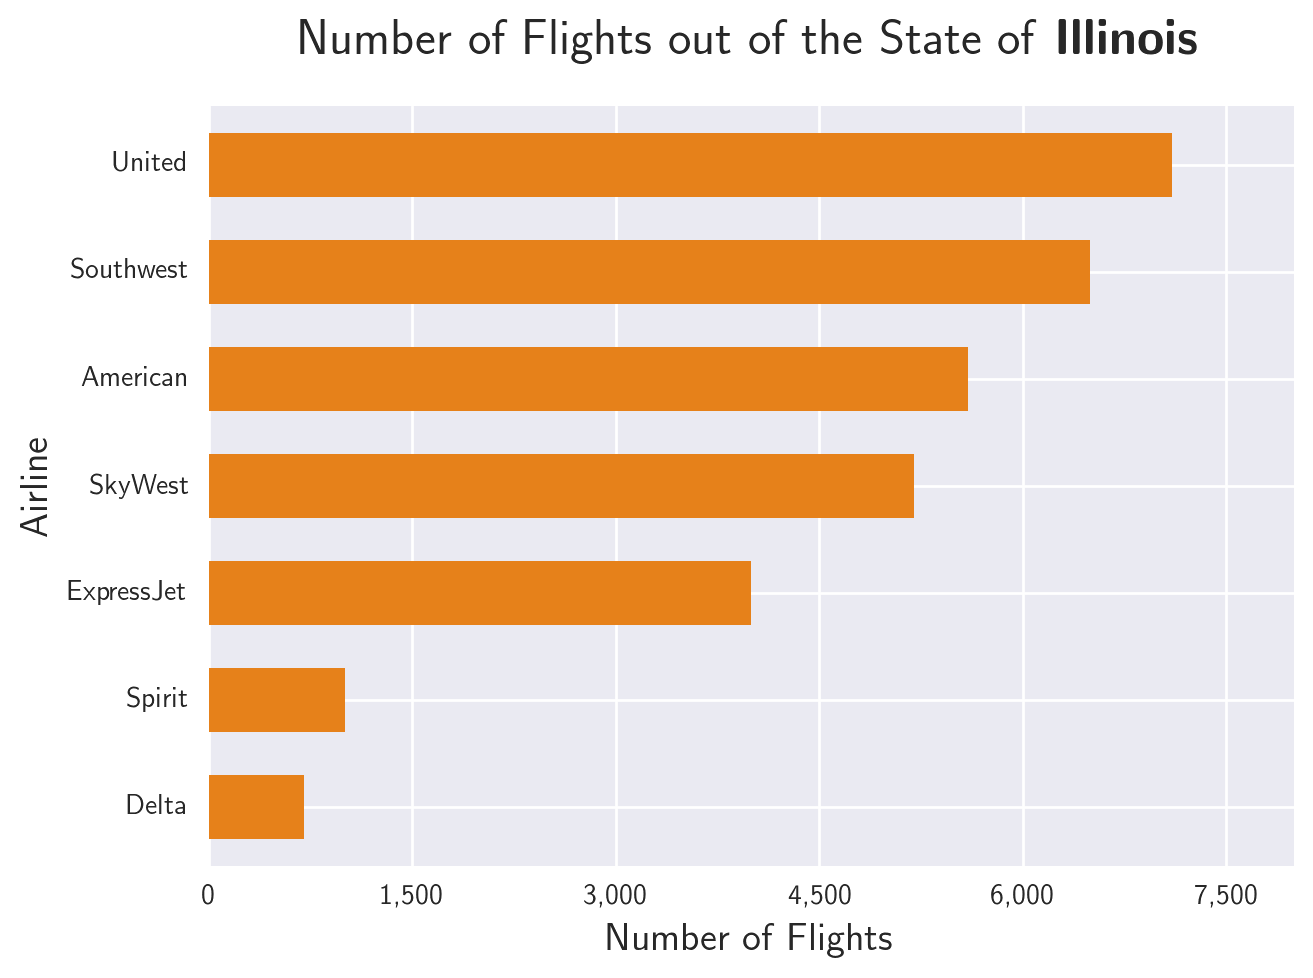 Number of Flights out of the State of Illinois
United
Southwest
American
SkyWest
ExpressJet
Spirit
Delta
Airline
0 1,500 3,000 4,500 6,000 7,500
Number of Flights